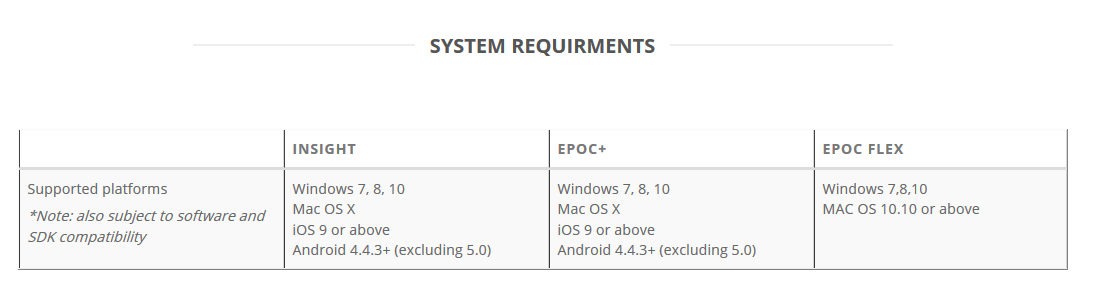 SYSTEM REQUIRMENTS
INSIGHT
EPOC+
EPOC FLEX
Supported platforms
*Note: also subject to software and
SDK compatibility
Windows 7, 8, 10
Mac OS X
iOS 9 or above
Android 4.4.3+ (excluding 5.0)
Windows 7, 8, 10
Mac OS X
iOS 9 or above
Android 4.4.3+ (excluding 5.0)
Windows 7,8,10
MAC OS 10.10 or above